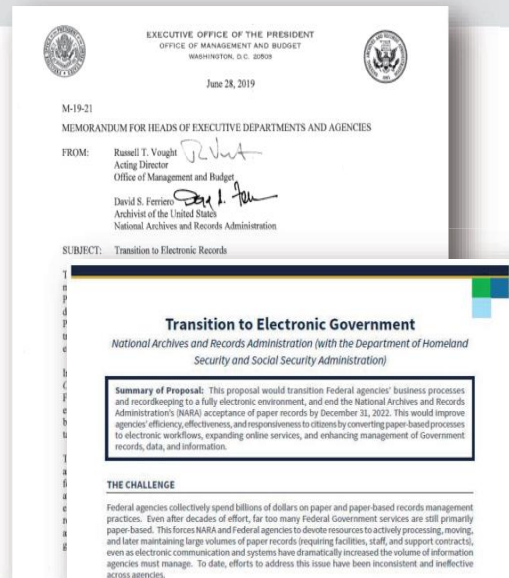 EXECUTIVE OFFICE OF THE PRESIDENT
OFFICE OF MANAGEMENT AND BUDGET
WASHINGTON, D.C. 20503
June 28, 2019
M-19-21
MEMORANDUM FOR HEADS OF EXECUTIVE DEPARTMENTS AND AGENCIES
FROM: Russell T. Vought
Acting Director
Office of Management and Budget
David S. Ferriero
Archivist of the United States
National Archives and Records Administration
SUBJECT: Transition to Electronic Records
Transition to Electronic Government
National Archives and Records Administration (with the Department of Homeland
Security and Social Security Administration)
Summary of Proposal: This proposal would transition Federal agencies' business processes
and recordkeeping to a fully electronic environment, and end the National Archives and Records
Administration's (NARA) acceptance of paper records by December 31, 2022. This would improve
agencies' efficiency, effectiveness, and responsiveness to citizens by converting paper-based processes
to electronic workflows, expanding online services, and enhancing management of Government
records, data, and information.
THE CHALLENGE
Federal agencies collectively spend billions of dollars on paper and paper-based records management
practices. Even after decades of effort, far too many Federal Government services are still primarily
paper-based. This forces NARA and Federal agencies to devote resources to actively processing, moving,
and later maintaining large volumes of paper records (requiring facilities, staff, and support contracts),
even as electronic communication and systems have dramatically increased the volume of information
agencies must manage. To date, efforts to address this issue have been inconsistent and ineffective
across agencies.